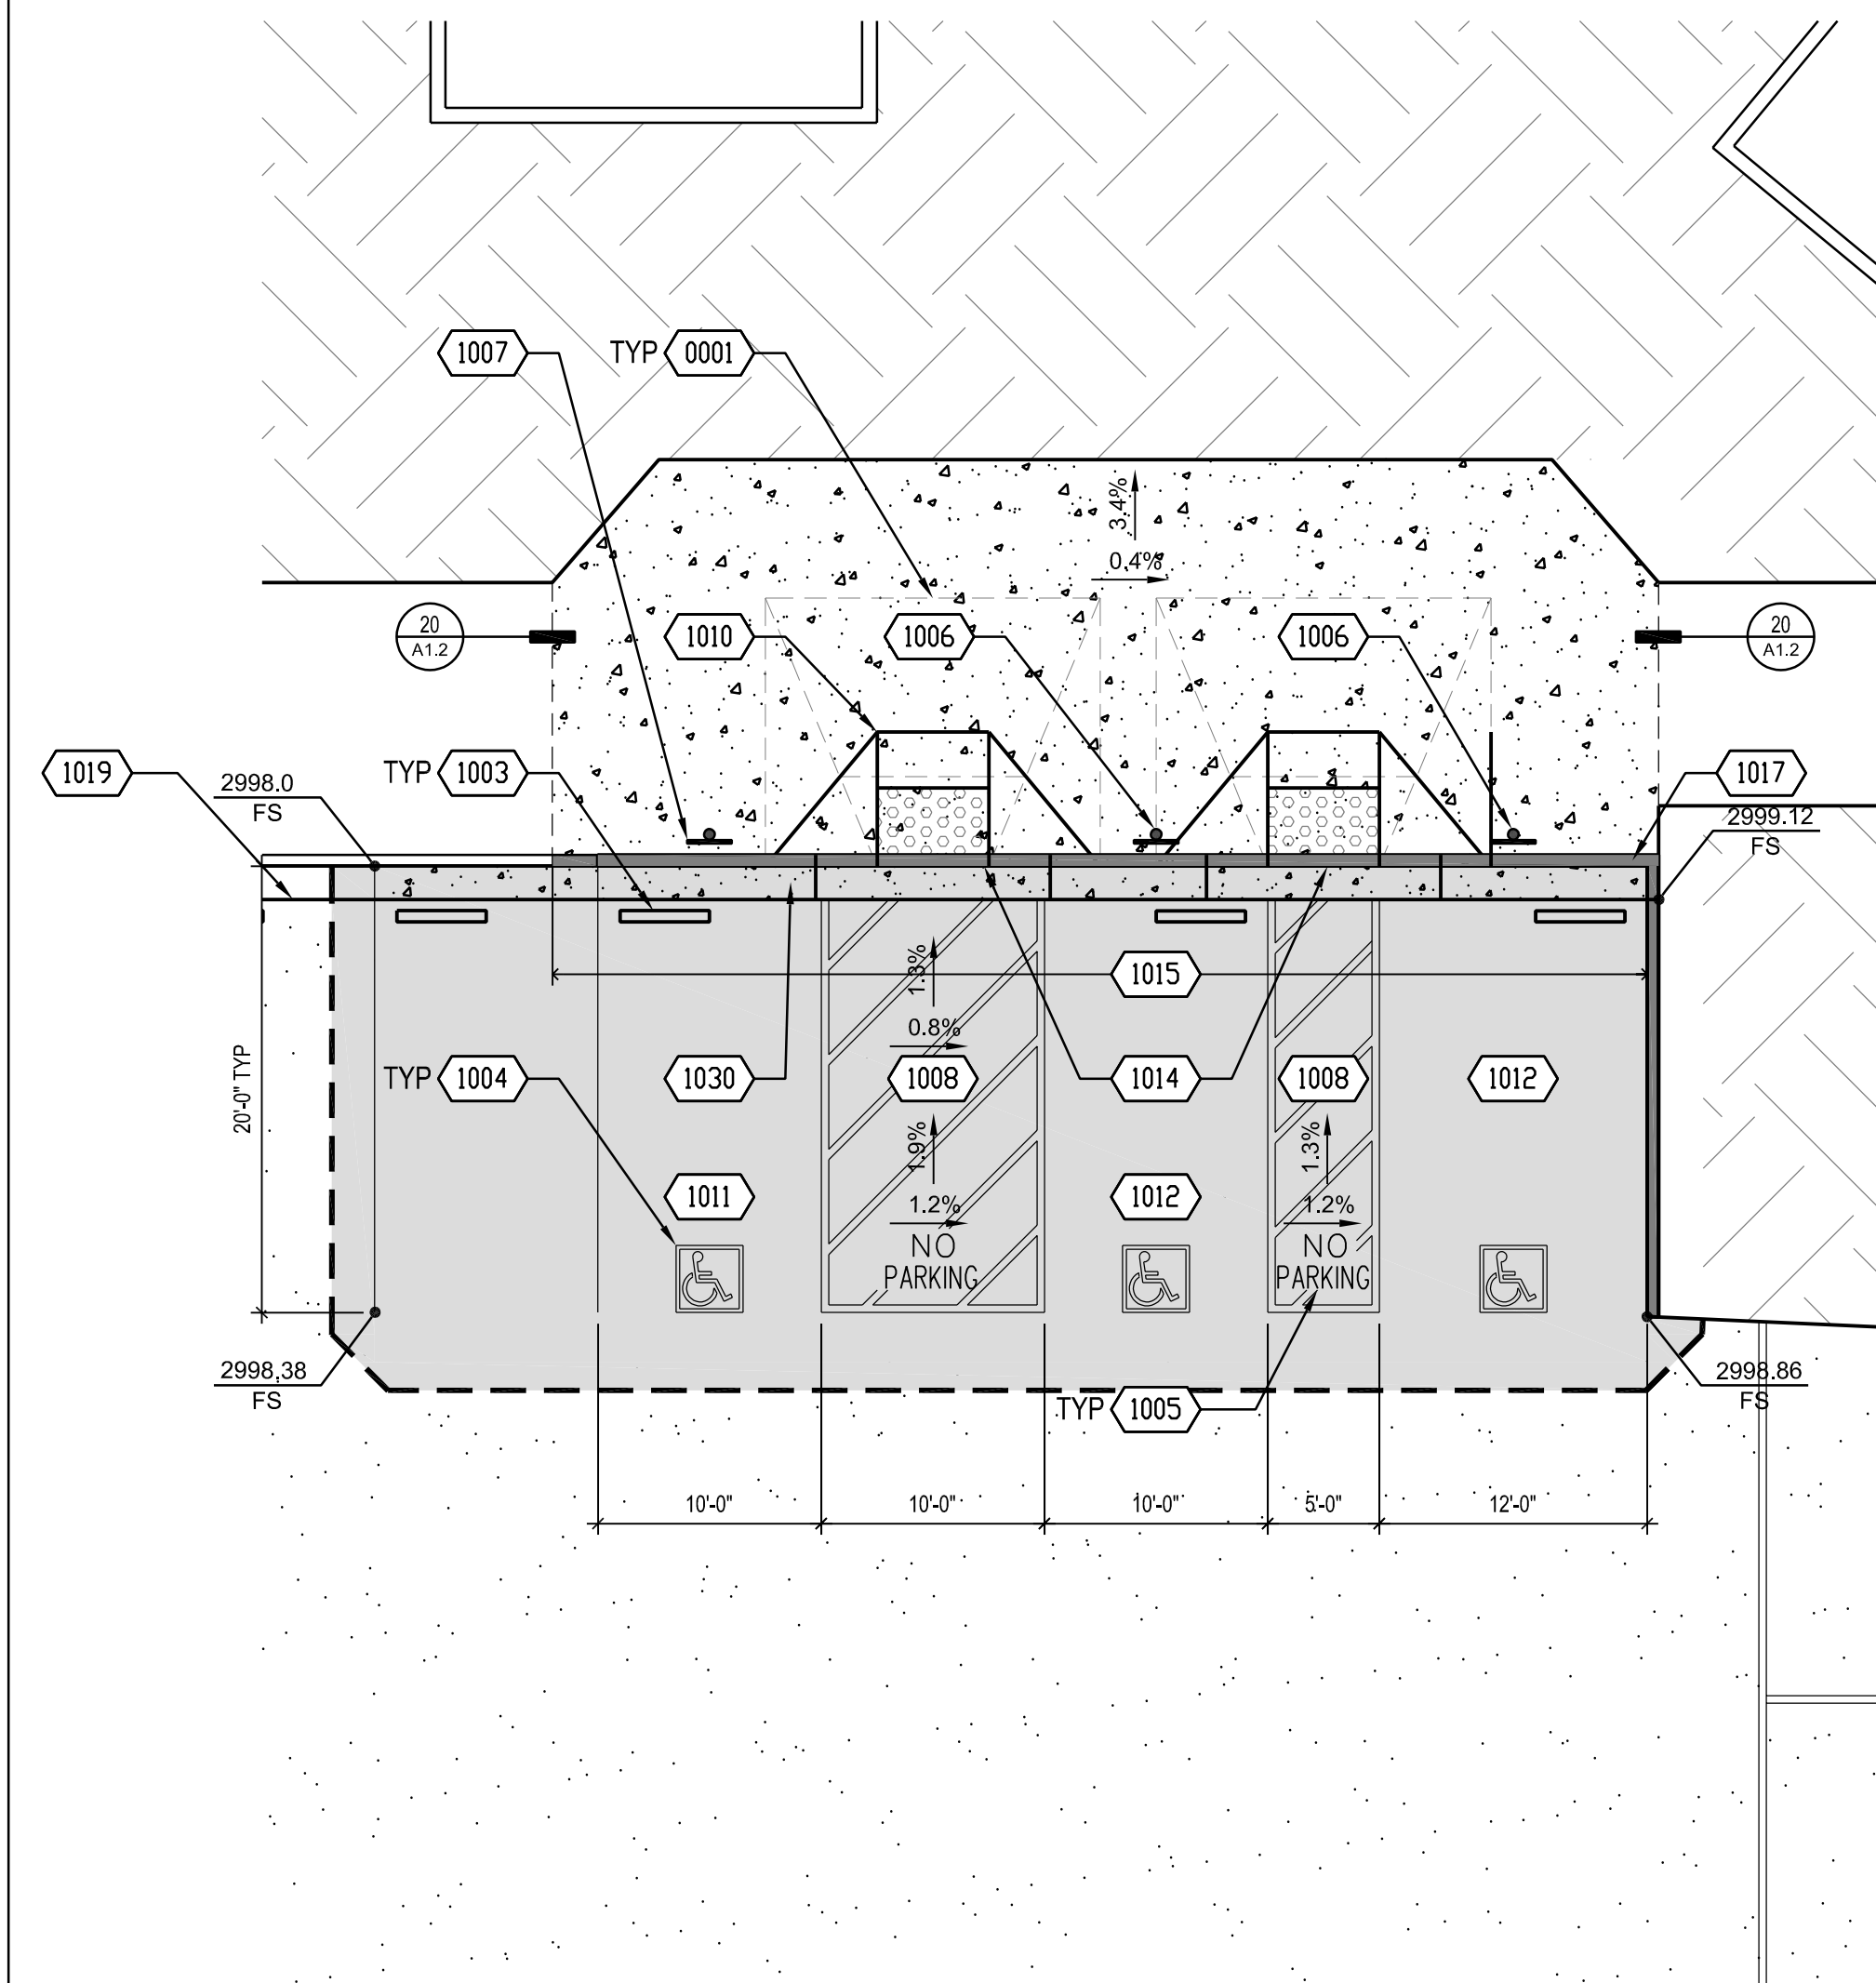 1007
TYP 0001
3.4%
0.4%
20
A1.2
1010
1006
1006
20
A1.2
1019
2998.0
FS
TYP 1003
1017
2999.12
FS
1.3%
1015
0.8%
20'-0" TYP
TYP 1004
1030
1008
1014
1008
1012
1.9%
1.3%
1011
1.2%
1012
1.2%
NO
PARKING
NO
PARKING
2998.38
FS
2998.86
FS
TYP 1005
10'-0"
10'-0"
10'-0"
5'-0"
12'-0"